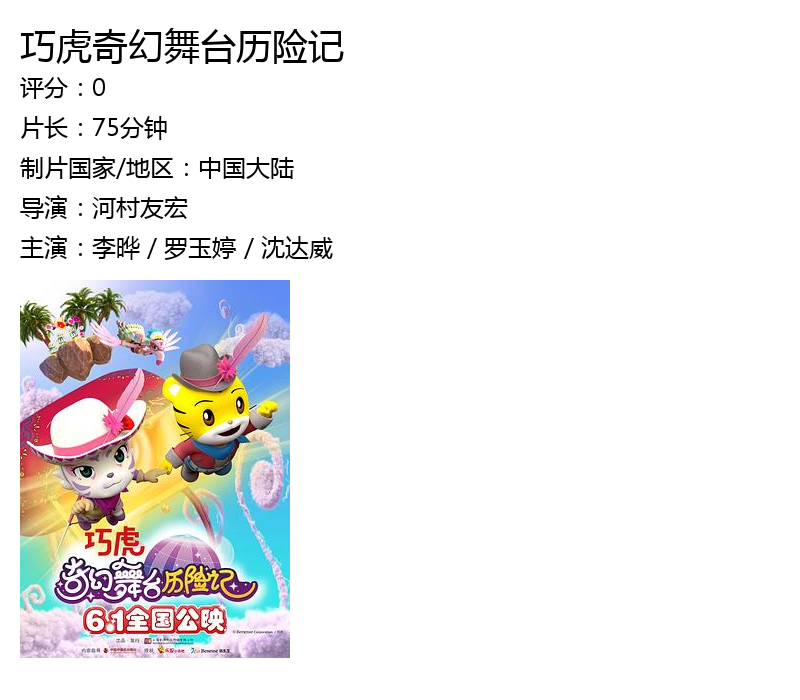 巧虎奇幻舞台历险记
评分：0
片长：75分钟
制片国家/地区：中国大陆
导演：河村友宏
主演：李晔 / 罗玉婷 / 沈达威
巧虎
奇幻舞台历险记
6.1全国公映